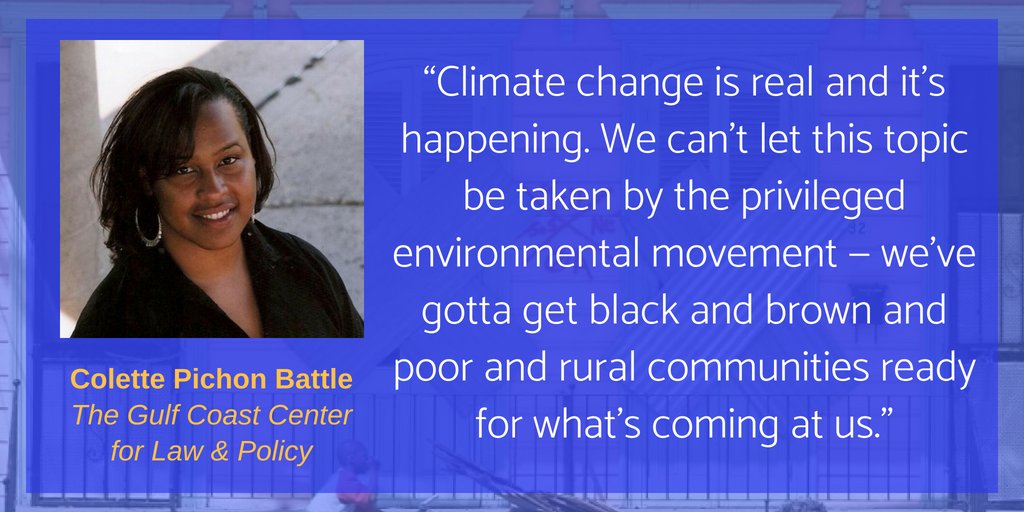 “Climate change is real and it’s
happening. We can’t let this topic
be taken by the privileged
environmental movement – we’ve
gotta get black and brown and
poor and rural communities ready
for what’s coming at us.”
Colette Pichon Battle
The Gulf Coast Center
for Law & Policy